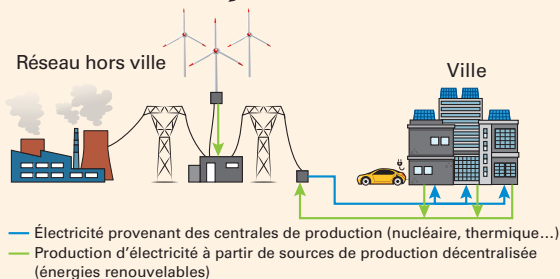 Réseau hors ville
Ville
Électricité provenant des centrales de production (nucléaire, thermique...)
Production d'électricité à partir de sources de production décentralisée
(énergies renouvelables)